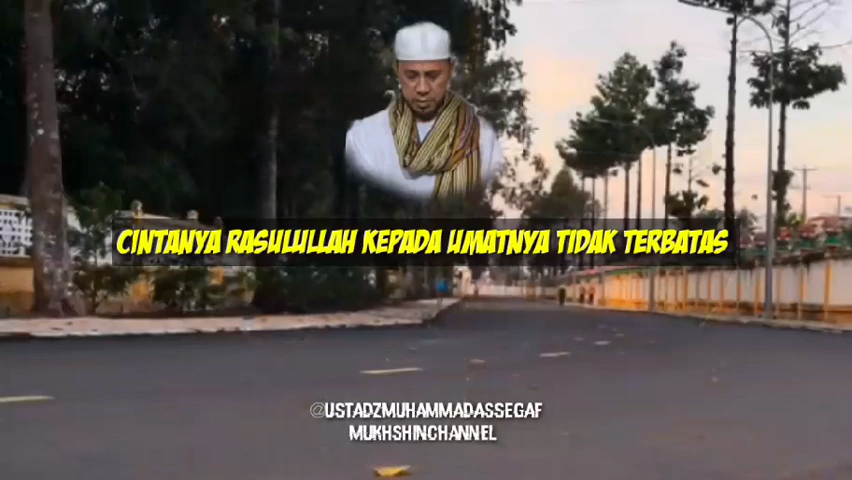 CINTANYA RASULULLAH KEPADA UMATNYA TIDAK TERBATAS
@USTADZMUHAMMADASSEGAF
MUKHSHINCHANNEL